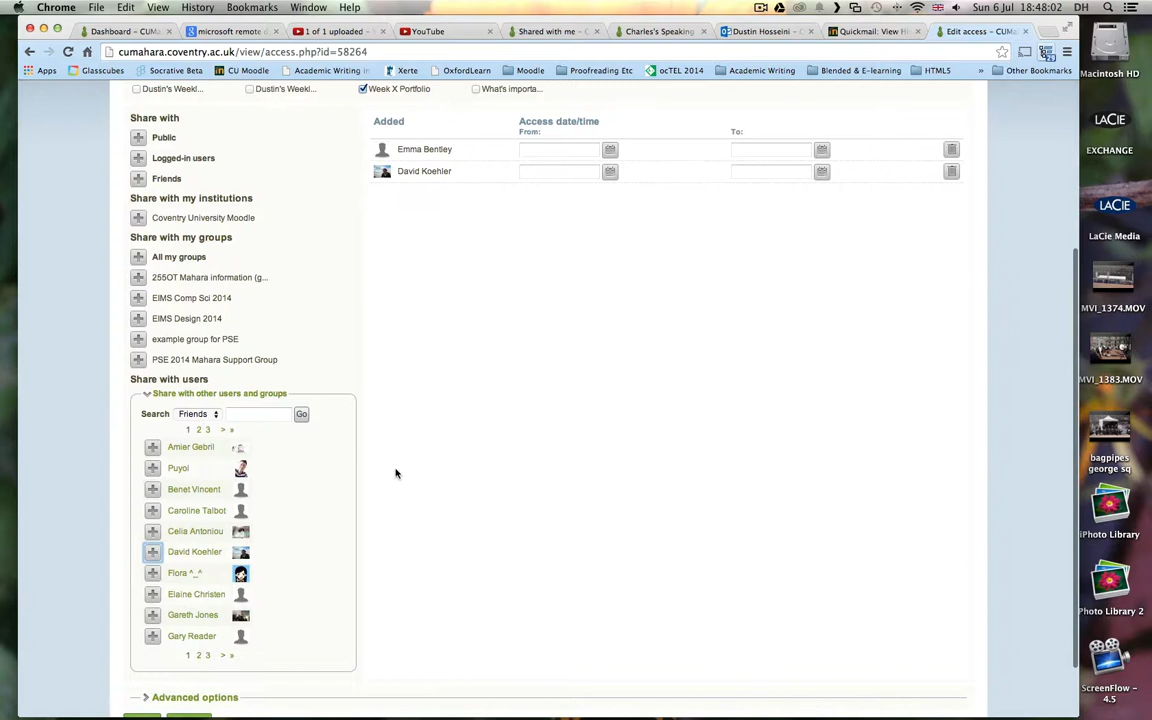 Chrome File Edit View History Bookmarks Window Help Sun 6 Jul 18:48:02 DH
Dashboard – CUMa microsoft remote d 1 of 1 uploaded – YouTube Shared with me – C Charles's Speaking Dustin Hosseini – Quickmail: View Hi Edit access – CUMa
cumahara.coventry.ac.uk/view/access.php?id=58264
Apps Glasscubes Socrative Beta CU Moodle Academic Writing i Xerte OxfordLearn Moodle Proofreading Etc ocTEL 2014 Academic Writing Blended & E-learning HTML5 » Other Bookmarks
Dustin's Weekl... Dustin's Weekl... Week X Portfolio What's importa...
Share with
Public
Logged-in users
Friends
Share with my institutions
Coventry University Moodle
Share with my groups
All my groups
255OT Mahara information (g...
EIMS Comp Sci 2014
EIMS Design 2014
example group for PSE
PSE 2014 Mahara Support Group
Share with users
Share with other users and groups
Search Friends Go
1 2 3 > »
Amier Gebril
Puyol
Benet Vincent
Caroline Talbot
Celia Antoniou
David Koehler
Flora ^_^
Elaine Christen
Gareth Jones
Gary Reader
1 2 3 > »
Advanced options
Added Access date/time
From: To:
Emma Bentley
David Koehler
Macintosh HD
LACIE
EXCHANGE
LACIE
LaCie Media
MVI_1374.MOV
MVI_1383.MOV
bagpipes
george sq
iPhoto Library
Photo Library 2
ScreenFlow –
4.5